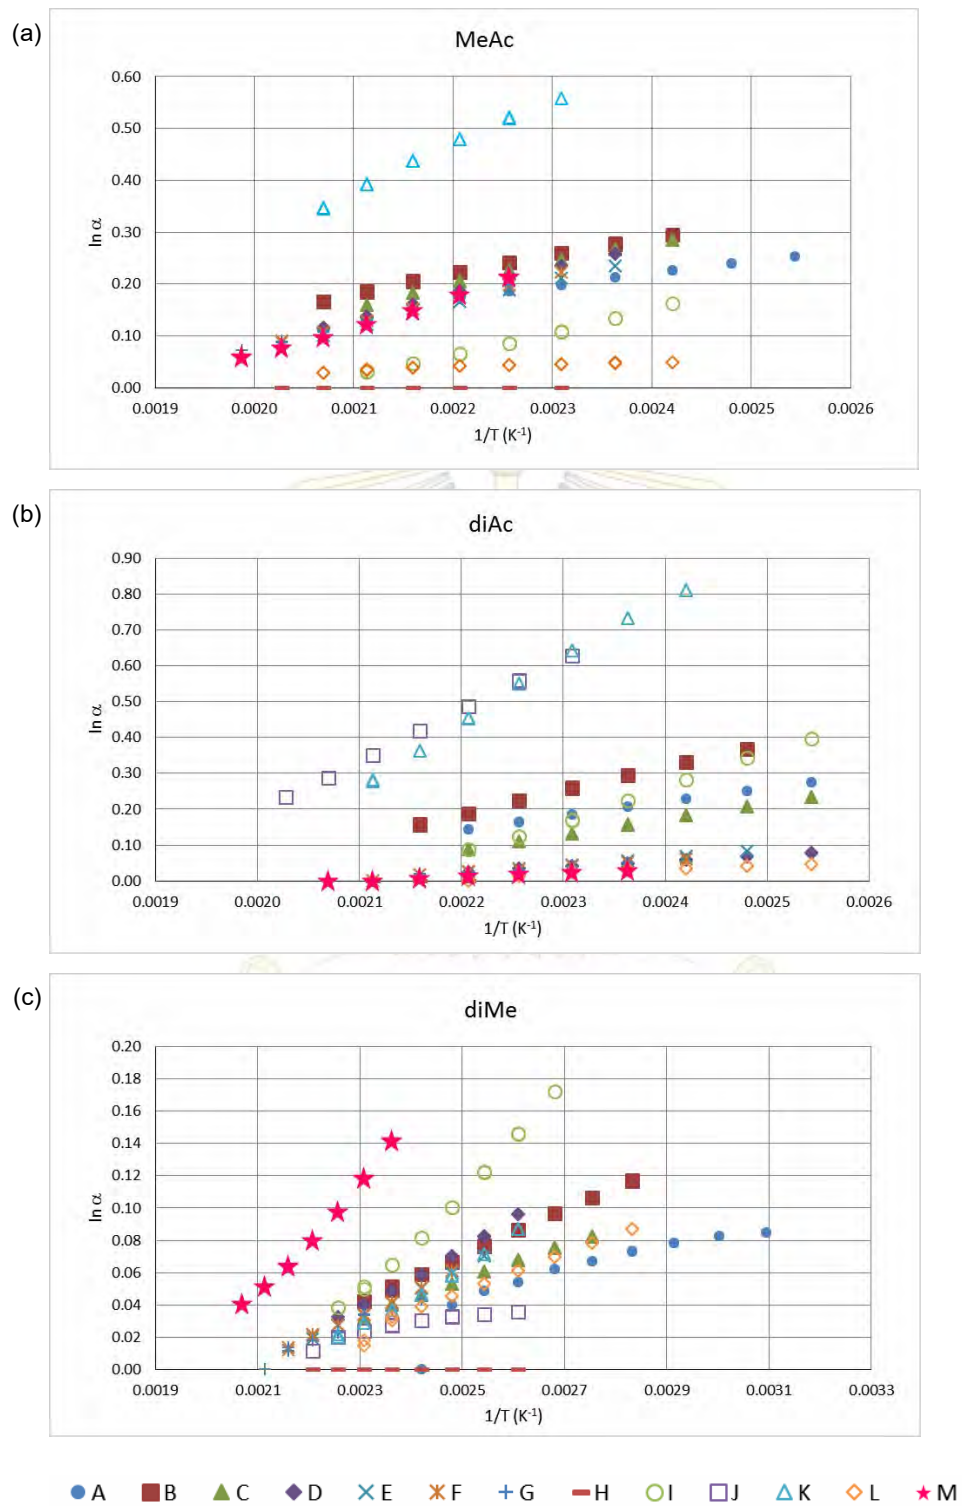 (a)
MeAc
0.60
0.50
0.40
0.30
0.20
0.10
0.00
ln α
0.0019 0.0020 0.0021 0.0022 0.0023 0.0024 0.0025 0.0026
1/T (K⁻¹)
(b)
diAc
0.90
0.80
0.70
0.60
0.50
0.40
0.30
0.20
0.10
0.00
ln α
0.0019 0.0020 0.0021 0.0022 0.0023 0.0024 0.0025 0.0026
1/T (K⁻¹)
(c)
diMe
0.20
0.18
0.16
0.14
0.12
0.10
0.08
0.06
0.04
0.02
0.00
ln α
0.0019 0.0021 0.0023 0.0025 0.0027 0.0029 0.0031 0.0033
1/T (K⁻¹)
A B C D E F G H I J K L M